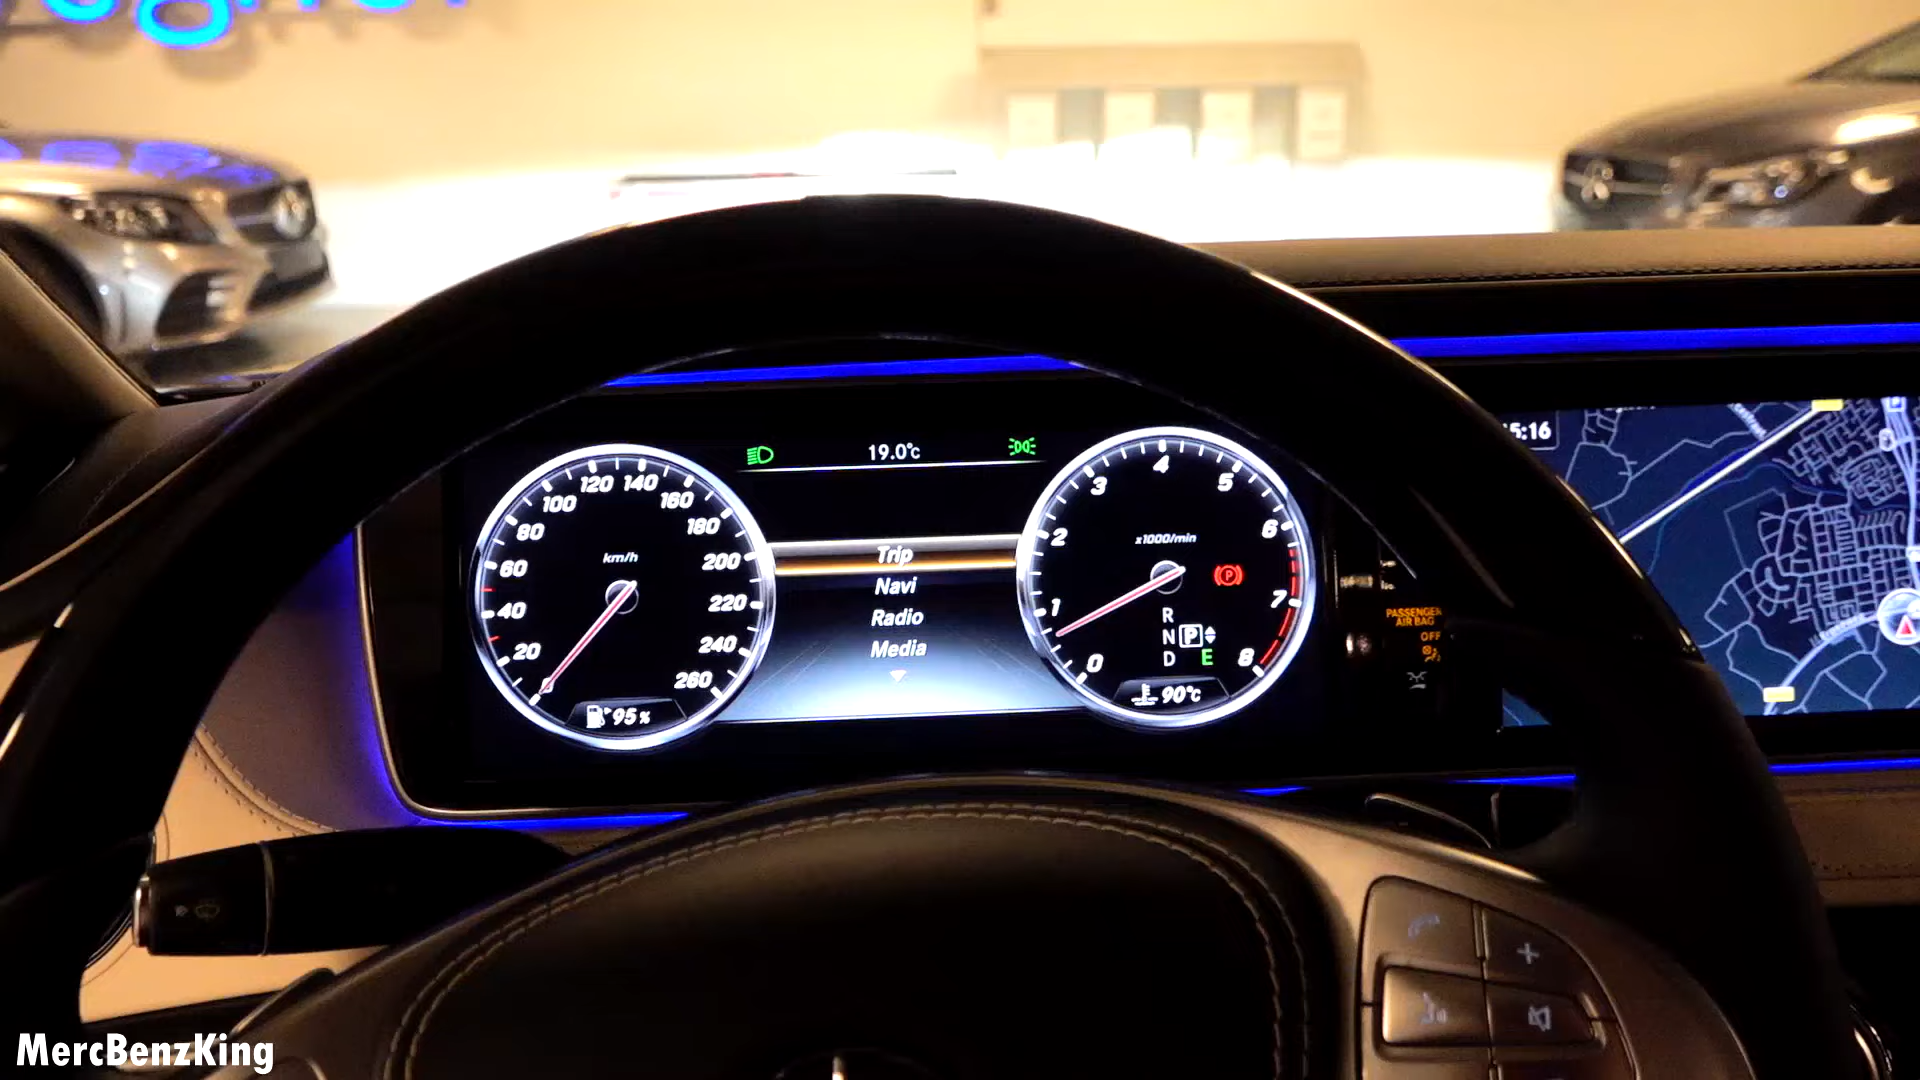 19.0°c
5:16
120 140
100 160
80 180
km/h
60 200
40 220
20 240
260
95 %
Trip
Navi
Radio
Media
4
3 5
2 6
x1000/min
P
1 7
R
N P
D E
0 8
90°c
PASSENGER
AIR BAG
OFF
MercBenzKing